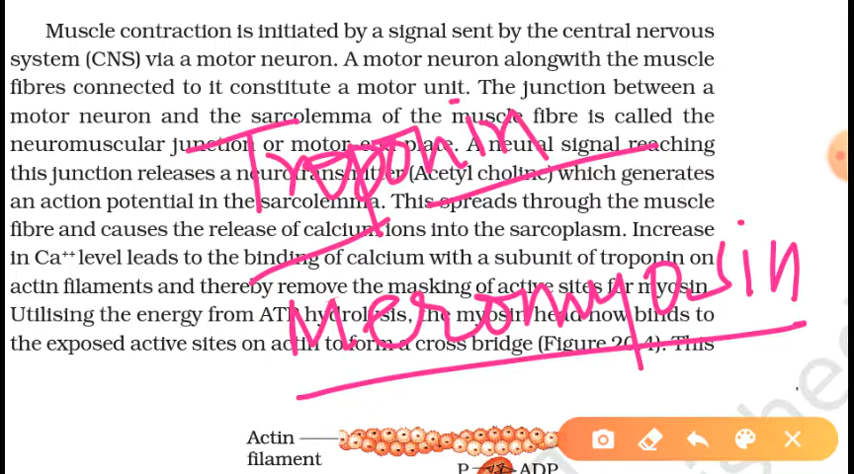 Muscle contraction is initiated by a signal sent by the central nervous
system (CNS) via a motor neuron. A motor neuron alongwith the muscle
fibres connected to it constitute a motor unit. The junction between a
motor neuron and the sarcolemma of the muscle fibre is called the
neuromuscular junction or motor-end plate. A neural signal reaching
this junction releases a neurotransmitter (Acetyl choline) which generates
an action potential in the sarcolemma. This spreads through the muscle
fibre and causes the release of calcium ions into the sarcoplasm. Increase
in Ca++ level leads to the binding of calcium with a subunit of troponin on
actin filaments and thereby remove the masking of active sites for myosin.
Utilising the energy from ATP hydrolysis, the myosin head now binds to
the exposed active sites on actin to form a cross bridge (Figure 20.4). This
Troponin
Meromyosin
Actin
filament
P
ADP